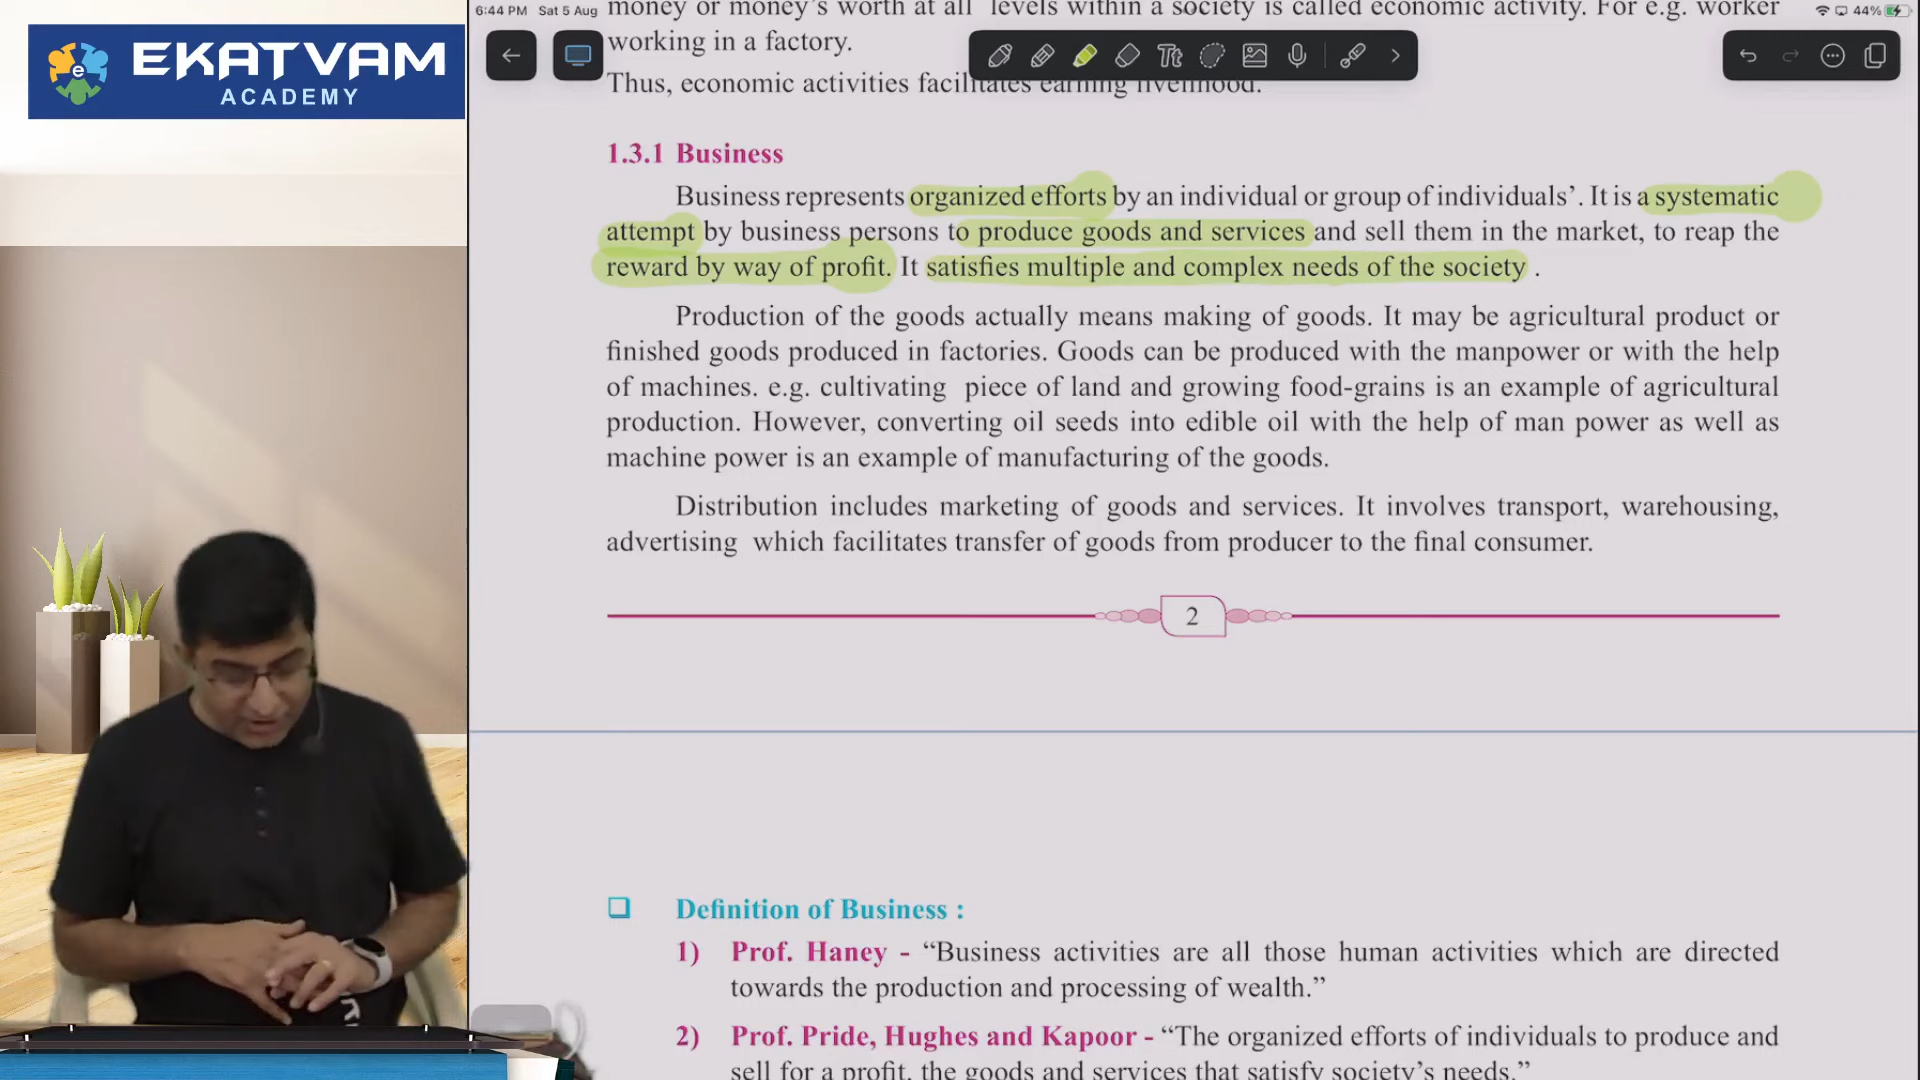 6:44 PM Sat 5 Aug
44%
EKATVAM
ACADEMY
e
money or money's worth at all levels within a society is called economic activity. For e.g. worker
working in a factory.
Tt
Thus, economic activities facilitates earning livelihood.
1.3.1 Business
Business represents organized efforts by an individual or group of individuals’. It is a systematic
attempt by business persons to produce goods and services and sell them in the market, to reap the
reward by way of profit. It satisfies multiple and complex needs of the society .
Production of the goods actually means making of goods. It may be agricultural product or
finished goods produced in factories. Goods can be produced with the manpower or with the help
of machines. e.g. cultivating piece of land and growing food-grains is an example of agricultural
production. However, converting oil seeds into edible oil with the help of man power as well as
machine power is an example of manufacturing of the goods.
Distribution includes marketing of goods and services. It involves transport, warehousing,
advertising which facilitates transfer of goods from producer to the final consumer.
2
Definition of Business :
1) Prof. Haney - “Business activities are all those human activities which are directed
towards the production and processing of wealth.”
2) Prof. Pride, Hughes and Kapoor - “The organized efforts of individuals to produce and
sell for a profit, the goods and services that satisfy society’s needs.”